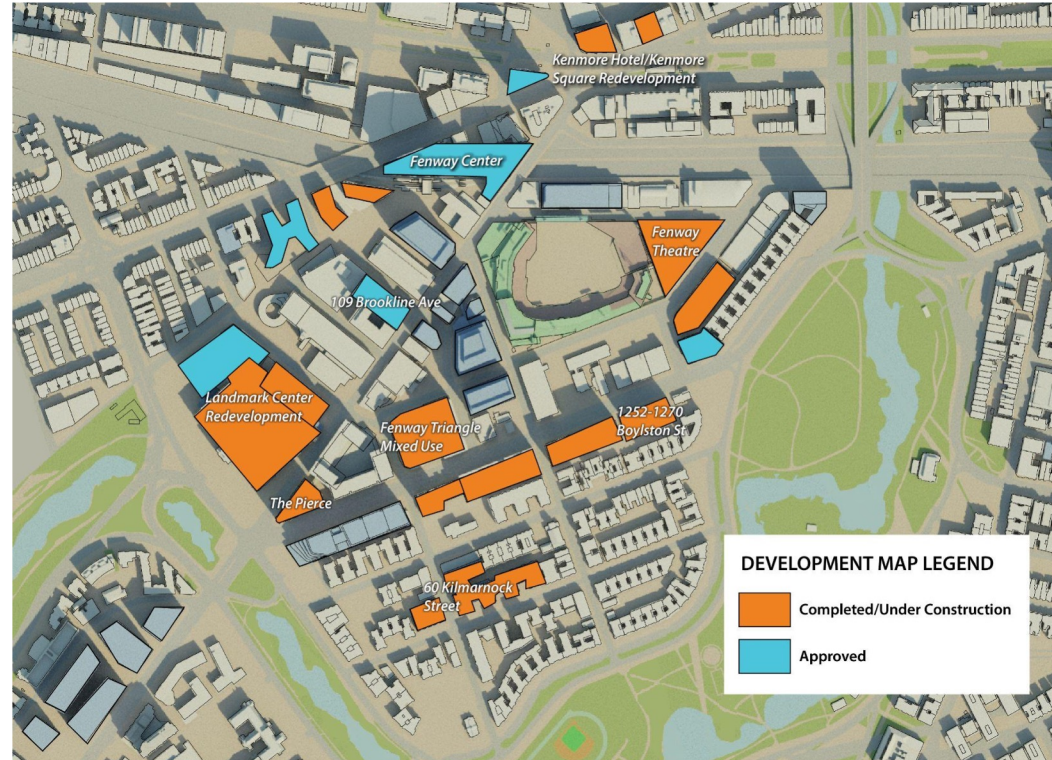 Kenmore Hotel/Kenmore
Square Redevelopment
Fenway Center
Fenway
Theatre
109 Brookline Ave
Landmark Center
Redevelopment
Fenway Triangle
Mixed Use
1252-1270
Boylston St
The Pierce
60 Kilmarnock
Street
DEVELOPMENT MAP LEGEND
Completed/Under Construction
Approved